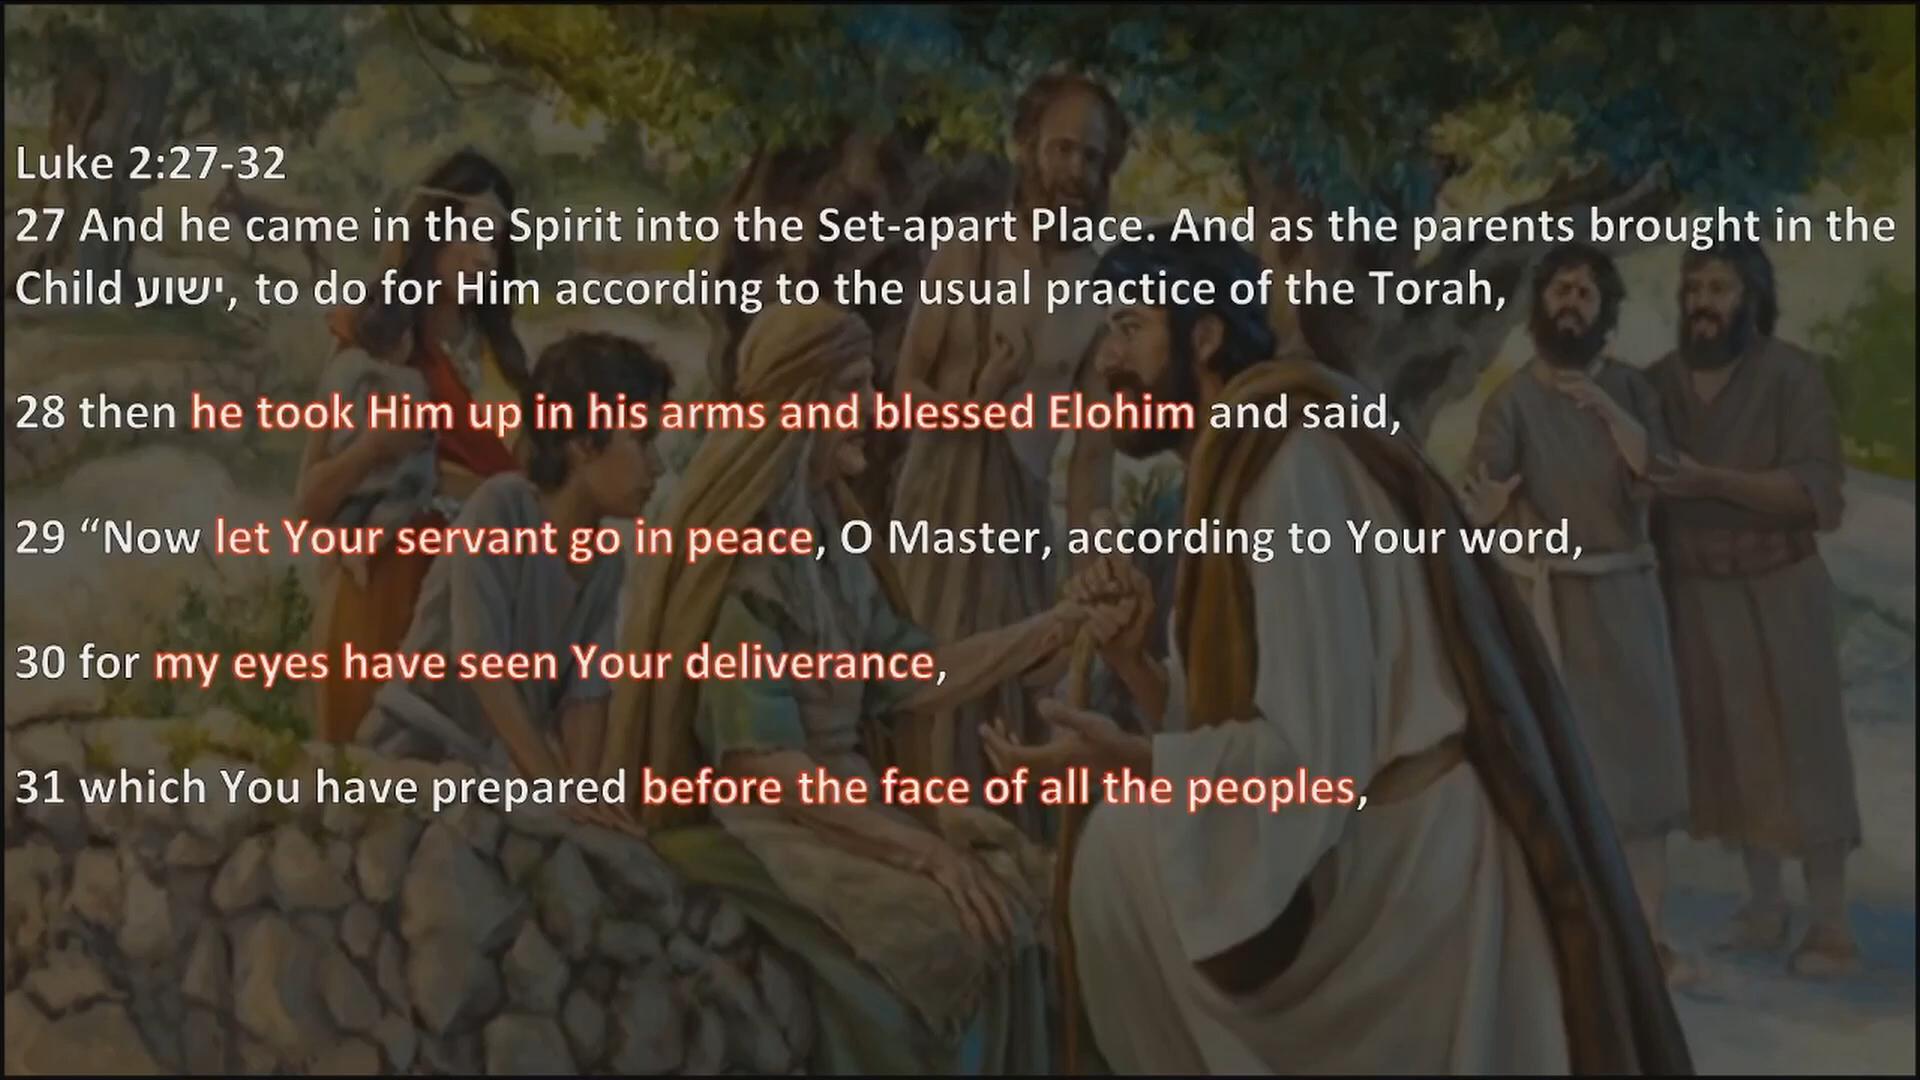 Luke 2:27-32
27 And he came in the Spirit into the Set-apart Place. And as the parents brought in the
Child ישוע, to do for Him according to the usual practice of the Torah,
28 then he took Him up in his arms and blessed Elohim and said,
29 “Now let Your servant go in peace, O Master, according to Your word,
30 for my eyes have seen Your deliverance,
31 which You have prepared before the face of all the peoples,